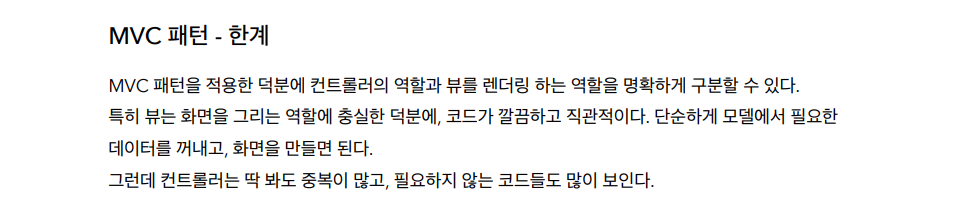 MVC 패턴 - 한계
MVC 패턴을 적용한 덕분에 컨트롤러의 역할과 뷰를 렌더링 하는 역할을 명확하게 구분할 수 있다.
특히 뷰는 화면을 그리는 역할에 충실한 덕분에, 코드가 깔끔하고 직관적이다. 단순하게 모델에서 필요한
데이터를 꺼내고, 화면을 만들면 된다.
그런데 컨트롤러는 딱 봐도 중복이 많고, 필요하지 않는 코드들도 많이 보인다.